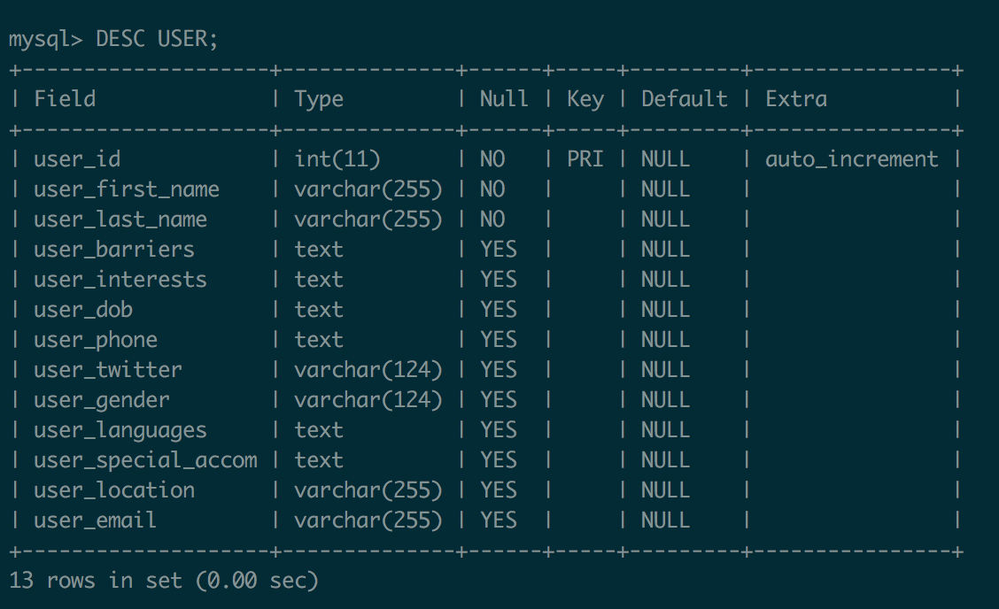 mysql> DESC USER;
+--------------------+--------------+------+-----+---------+----------------+
| Field              | Type         | Null | Key | Default | Extra          |
+--------------------+--------------+------+-----+---------+----------------+
| user_id            | int(11)      | NO   | PRI | NULL    | auto_increment |
| user_first_name    | varchar(255) | NO   |     | NULL    |                |
| user_last_name     | varchar(255) | NO   |     | NULL    |                |
| user_barriers      | text         | YES  |     | NULL    |                |
| user_interests     | text         | YES  |     | NULL    |                |
| user_dob           | text         | YES  |     | NULL    |                |
| user_phone         | text         | YES  |     | NULL    |                |
| user_twitter       | varchar(124) | YES  |     | NULL    |                |
| user_gender        | varchar(124) | YES  |     | NULL    |                |
| user_languages     | text         | YES  |     | NULL    |                |
| user_special_accom | text         | YES  |     | NULL    |                |
| user_location      | varchar(255) | YES  |     | NULL    |                |
| user_email         | varchar(255) | YES  |     | NULL    |                |
+--------------------+--------------+------+-----+---------+----------------+
13 rows in set (0.00 sec)